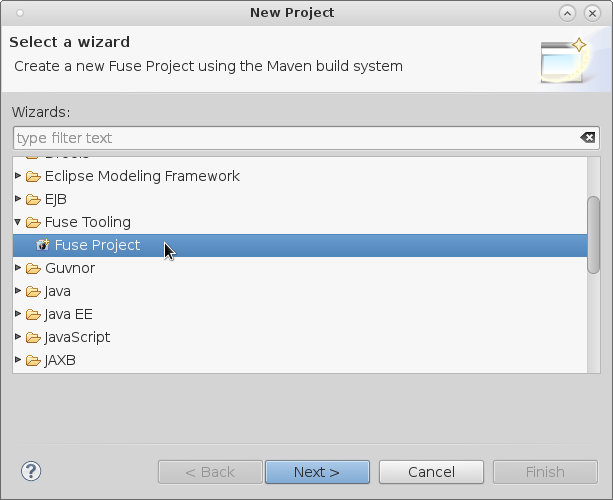 New Project
Select a wizard
Create a new Fuse Project using the Maven build system
Wizards:
type filter text
Eclipse Modeling Framework
EJB
Fuse Tooling
Fuse Project
Guvnor
Java
Java EE
JavaScript
JAXB
< Back
Next >
Cancel
Finish